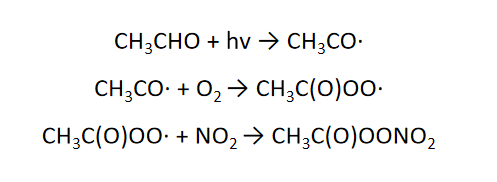 CH₃CHO + hv → CH₃CO·
CH₃CO· + O₂ → CH₃C(O)OO·
CH₃C(O)OO· + NO₂ → CH₃C(O)OONO₂